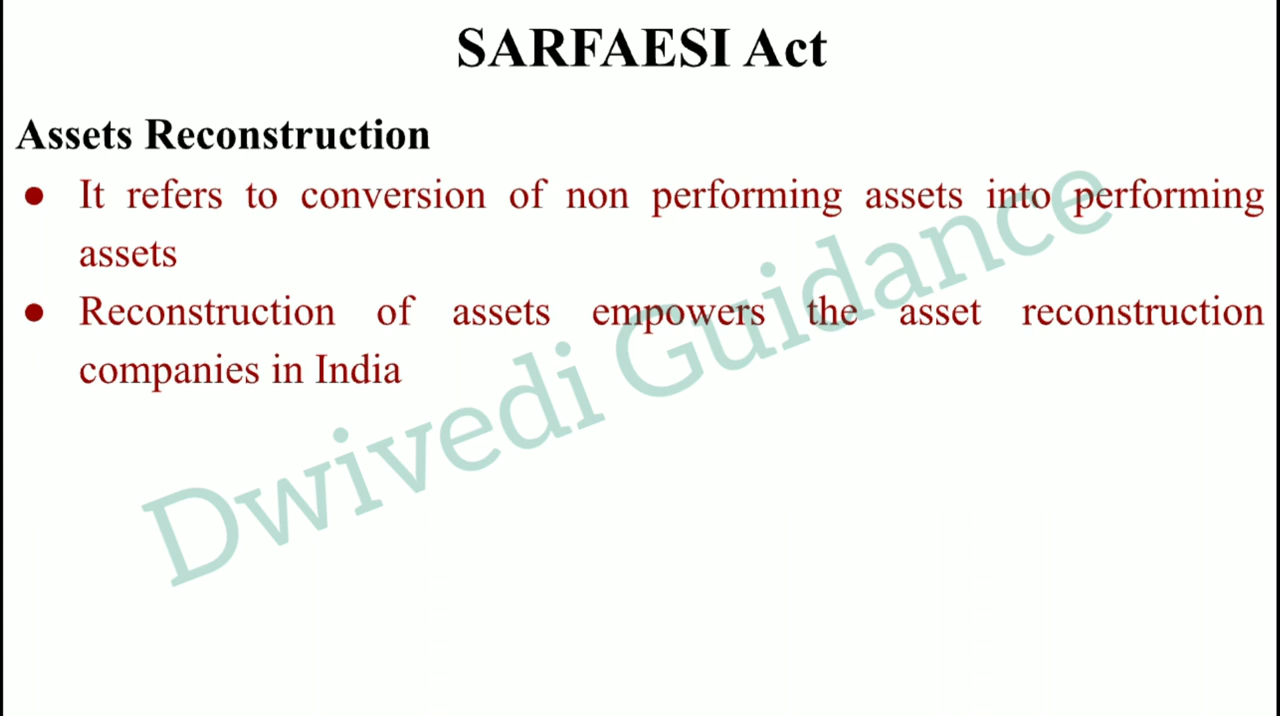 SARFAESI Act
Assets Reconstruction
● It refers to conversion of non performing assets into performing
assets
● Reconstruction of assets empowers the asset reconstruction
companies in India
Dwivedi Guidance